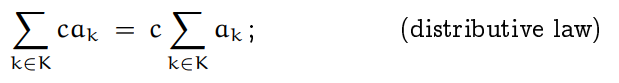 ∑_{k∈K} ca_k = c ∑_{k∈K} a_k ; (distributive law)